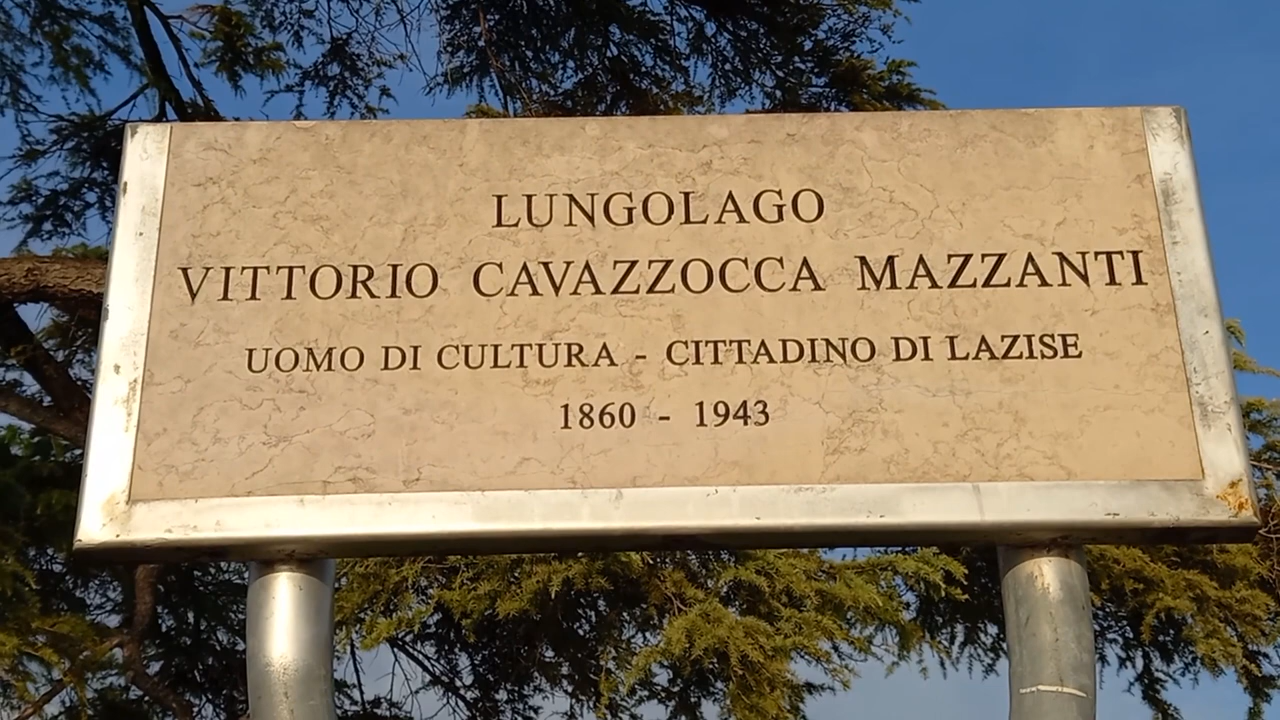 LUNGOLAGO
VITTORIO CAVAZZOCCA MAZZANTI
UOMO DI CULTURA - CITTADINO DI LAZISE
1860 - 1943